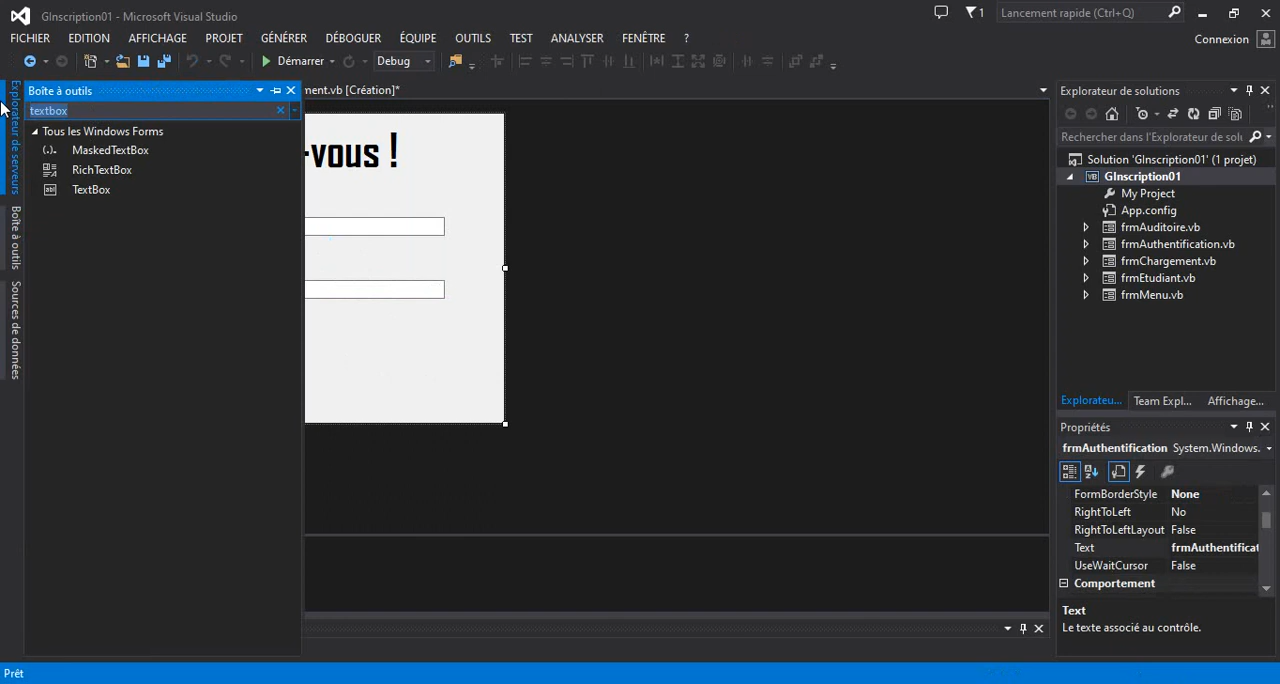 GInscription01 - Microsoft Visual Studio
1
Lancement rapide (Ctrl+Q)
FICHIER EDITION AFFICHAGE PROJET GÉNÉRER DÉBOGUER ÉQUIPE OUTILS TEST ANALYSER FENÊTRE ?
Connexion
Démarrer
Debug
Explorateur de serveurs
Boîte à outils
Sources de données
Boîte à outils
textbox
Tous les Windows Forms
MaskedTextBox
RichTextBox
TextBox
ment.vb [Création]*
-vous !
Explorateur de solutions
Rechercher dans l'Explorateur de solu
Solution 'GInscription01' (1 projet)
GInscription01
My Project
App.config
frmAuditoire.vb
frmAuthentification.vb
frmChargement.vb
frmEtudiant.vb
frmMenu.vb
Explorateu... Team Expl... Affichage...
Propriétés
frmAuthentification System.Windows.
FormBorderStyle None
RightToLeft No
RightToLeftLayout False
Text frmAuthentificat
UseWaitCursor False
Comportement
Text
Le texte associé au contrôle.
Prêt